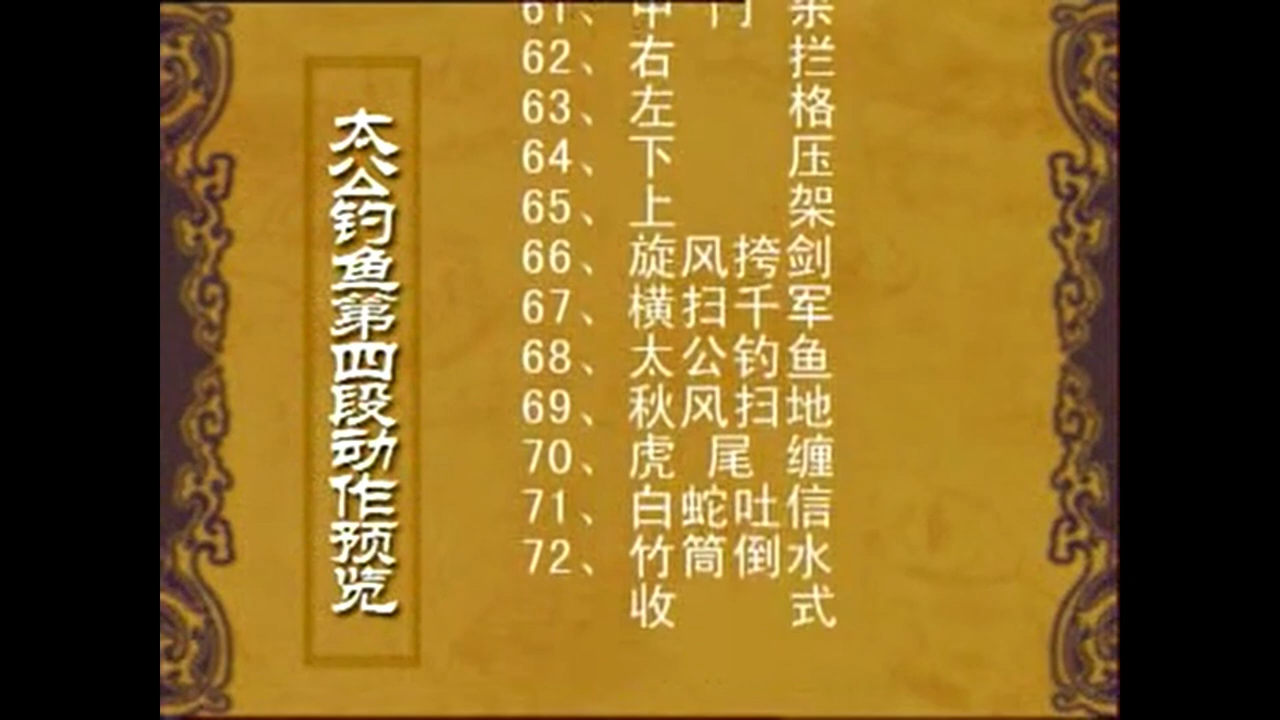 太公钓鱼第四段动作预览
62、右拦
63、左格
64、下压
65、上架
66、旋风挎剑
67、横扫千军
68、太公钓鱼
69、秋风扫地
70、虎尾缠
71、白蛇吐信
72、竹筒倒水
收式